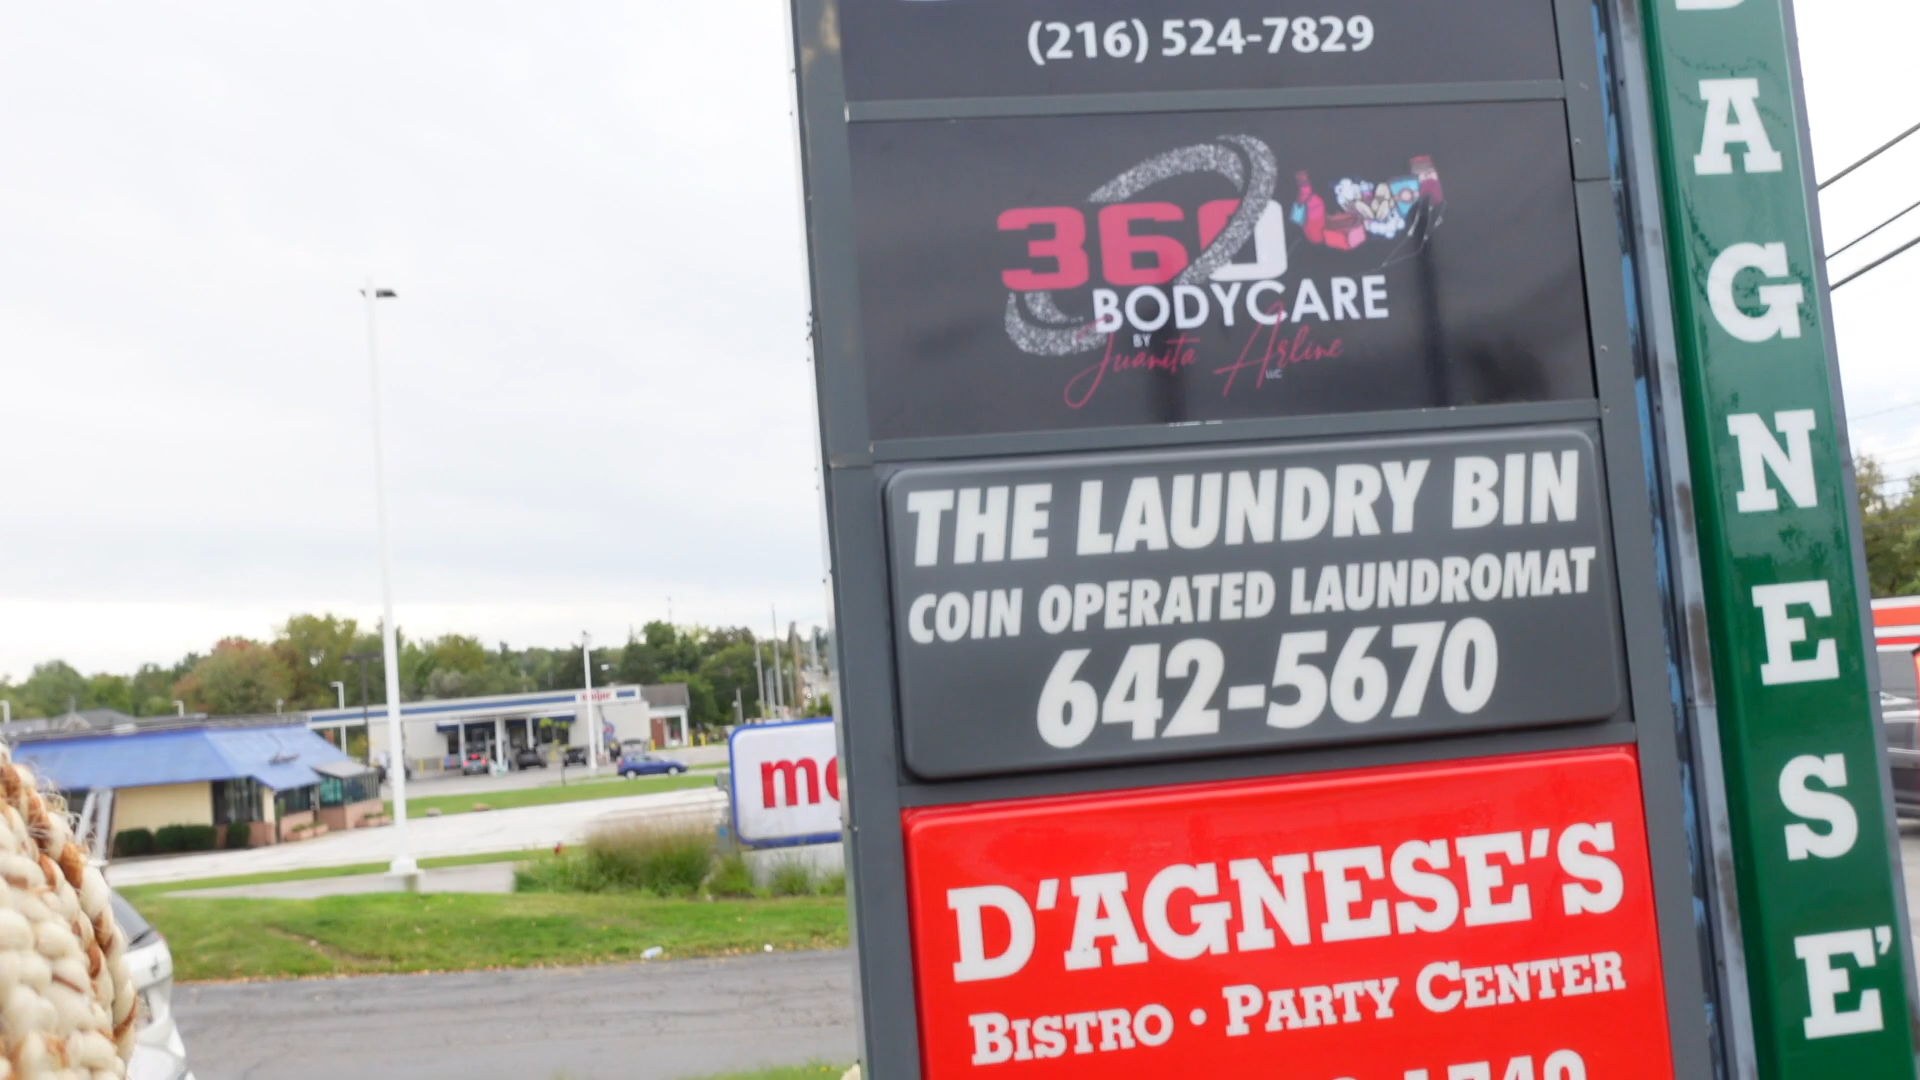 (216) 524-7829
360
BODYCARE
BY
Juanita Arline
LLC
THE LAUNDRY BIN
COIN OPERATED LAUNDROMAT
642-5670
D'AGNESE'S
BISTRO • PARTY CENTER
AGNESE'
meijer